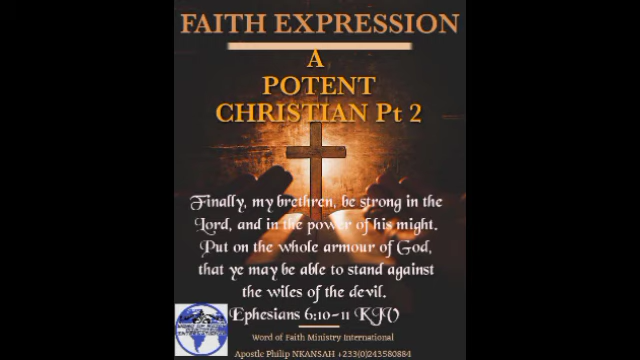 FAITH EXPRESSION
A
POTENT
CHRISTIAN Pt 2
Finally, my brethren, be strong in the
Lord, and in the power of his might.
Put on the whole armour of God,
that ye may be able to stand against
the wiles of the devil.
Ephesians 6:10-11 KJV
Word of Faith Ministry International
Apostle Philip NKANSAH +233(0)243580884